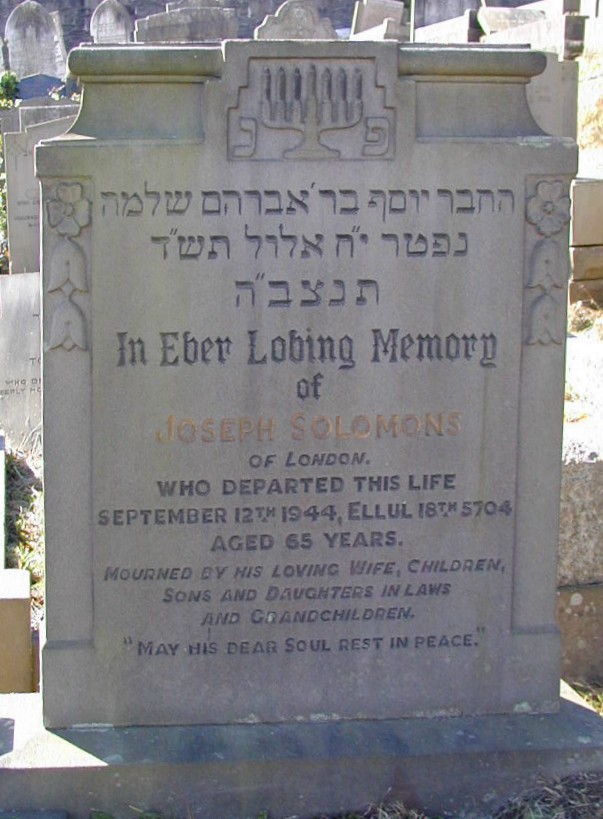 פ נ
החבר יוסף בר׳ אברהם שלמה
נפטר י״ח אלול תש״ד
תנצב״ה
In Ever Loving Memory
of
JOSEPH SOLOMONS
OF LONDON.
WHO DEPARTED THIS LIFE
SEPTEMBER 12TH 1944, ELLUL 18TH 5704
AGED 65 YEARS.
MOURNED BY HIS LOVING WIFE, CHILDREN,
SONS AND DAUGHTERS IN LAWS
AND GRANDCHILDREN.
"MAY HIS DEAR SOUL REST IN PEACE."